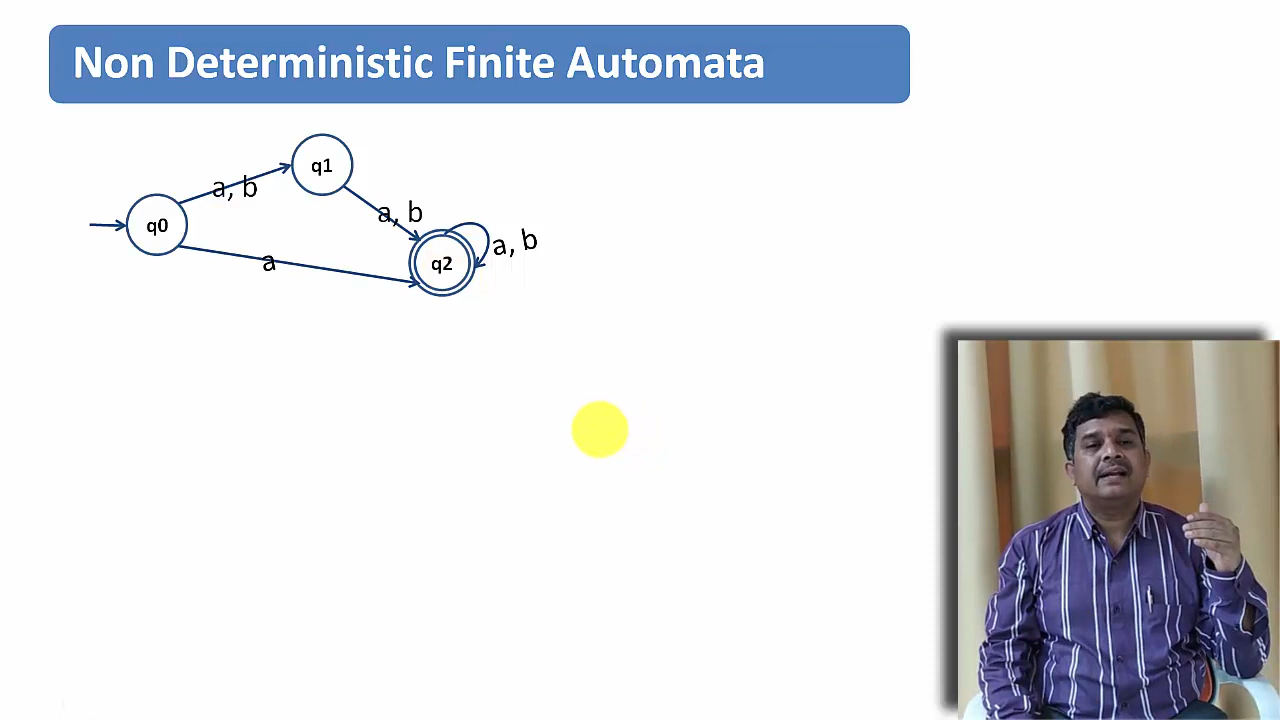 Non Deterministic Finite Automata
q1
a, b
a, b
q0
a, b
q2
a